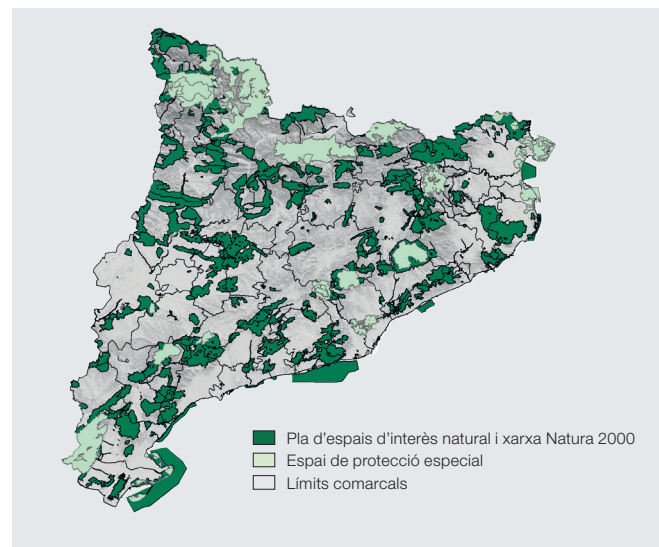 Pla d'espais d'interès natural i xarxa Natura 2000
Espai de protecció especial
Límits comarcals